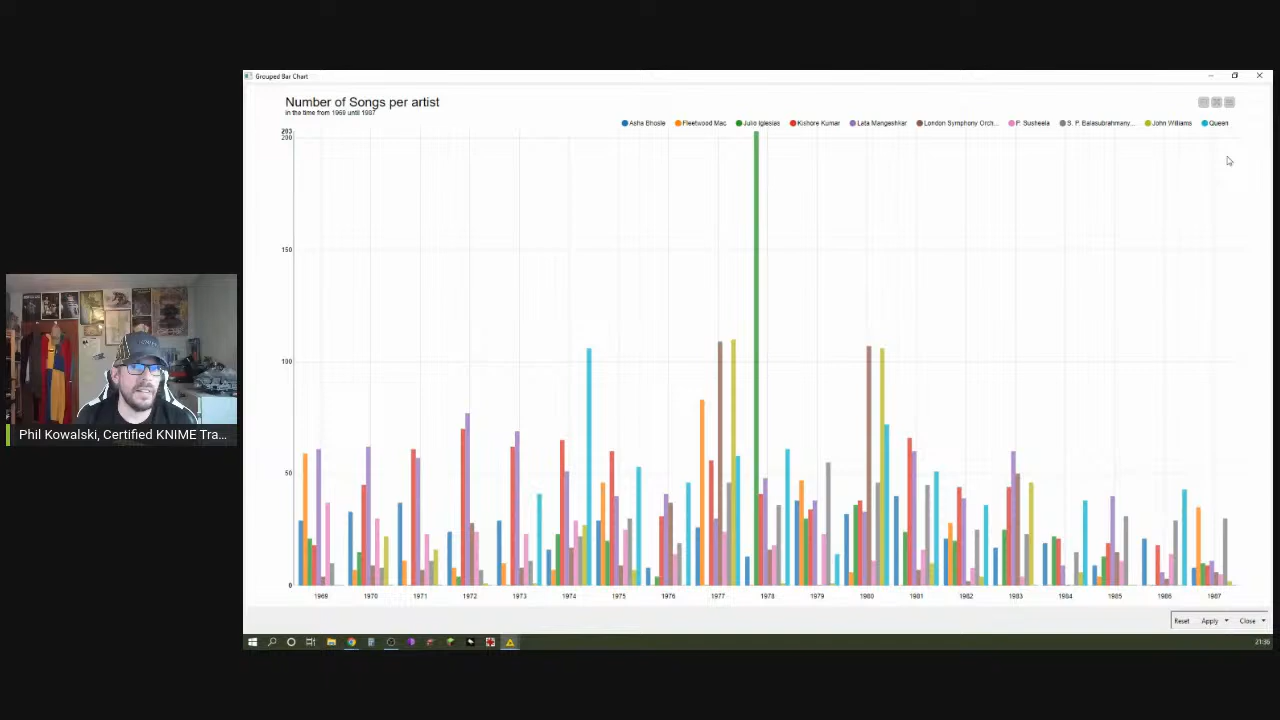 Grouped Bar Chart
Number of Songs per artist
in the time from 1969 until 1987
Asha Bhosle Fleetwood Mac Julio Iglesias Kishore Kumar Lata Mangeshkar London Symphony Orch... P. Susheela S. P. Balasubrahmany... John Williams Queen
203
200
150
100
50
0
1969 1970 1971 1972 1973 1974 1975 1976 1977 1978 1979 1980 1981 1982 1983 1984 1985 1986 1987
Reset Apply Close
Phil Kowalski, Certified KNIME Tra...
21:36